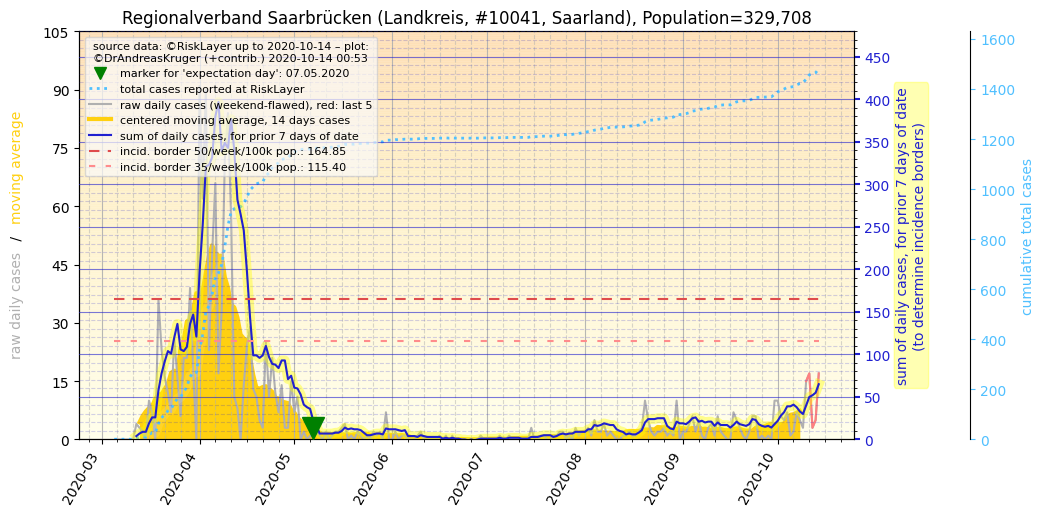 Regionalverband Saarbrücken (Landkreis, #10041, Saarland), Population=329,708
source data: ©RiskLayer up to 2020-10-14 – plot:
©DrAndreasKruger (+contrib.) 2020-10-14 00:53
marker for 'expectation day': 07.05.2020
total cases reported at RiskLayer
raw daily cases (weekend-flawed), red: last 5
centered moving average, 14 days cases
sum of daily cases, for prior 7 days of date
incid. border 50/week/100k pop.: 164.85
incid. border 35/week/100k pop.: 115.40
raw daily cases / moving average
105
90
75
60
45
30
15
0
2020-03
2020-04
2020-05
2020-06
2020-07
2020-08
2020-09
2020-10
450
400
350
300
250
200
150
100
50
0
sum of daily cases, for prior 7 days of date
(to determine incidence borders)
1600
1400
1200
1000
800
600
400
200
0
cumulative total cases